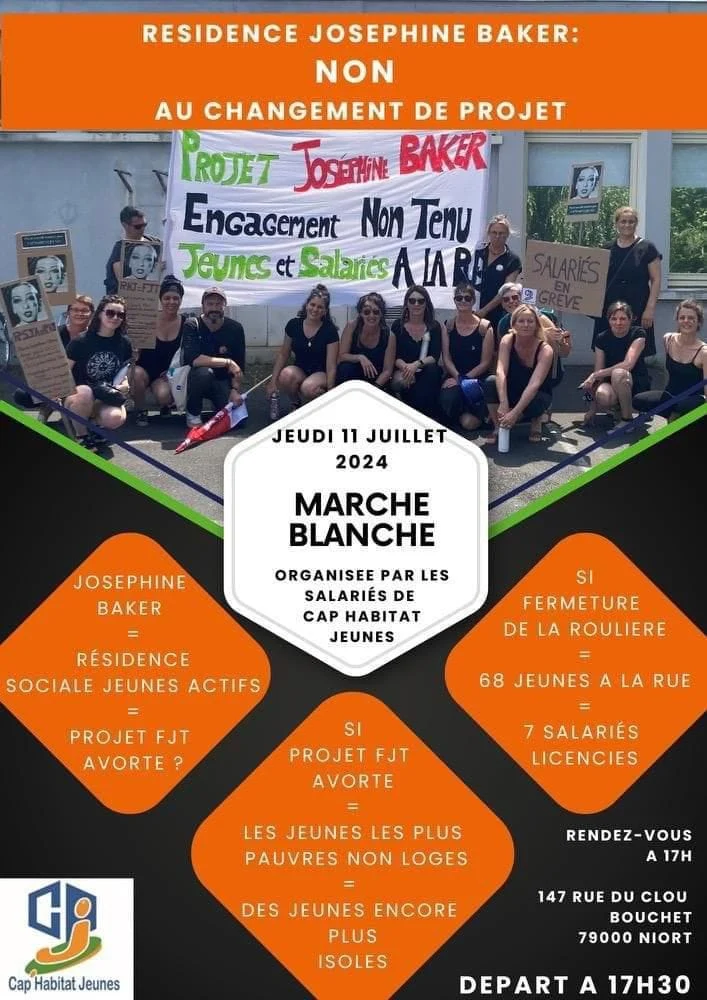 RESIDENCE JOSEPHINE BAKER:
NON
AU CHANGEMENT DE PROJET
PROJET JOSÉPHINE BAKER
ENGAGEMENT NON TENU
JEUNES et SALARIÉS A LA R
SALARIÉS
EN
GRÈVE
JEUDI 11 JUILLET
2024
MARCHE
BLANCHE
ORGANISEE PAR LES
SALARIÉS DE
CAP HABITAT
JEUNES
JOSEPHINE
BAKER
=
RÉSIDENCE
SOCIALE JEUNES ACTIFS
=
PROJET FJT
AVORTE ?
SI
PROJET FJT
AVORTE
=
LES JEUNES LES PLUS
PAUVRES NON LOGES
=
DES JEUNES ENCORE
PLUS
ISOLES
SI
FERMETURE
DE LA ROULIERE
=
68 JEUNES A LA RUE
=
7 SALARIÉS
LICENCIES
RENDEZ-VOUS
A 17H
147 RUE DU CLOU
BOUCHET
79000 NIORT
DEPART A 17H30
Cap'Habitat Jeunes